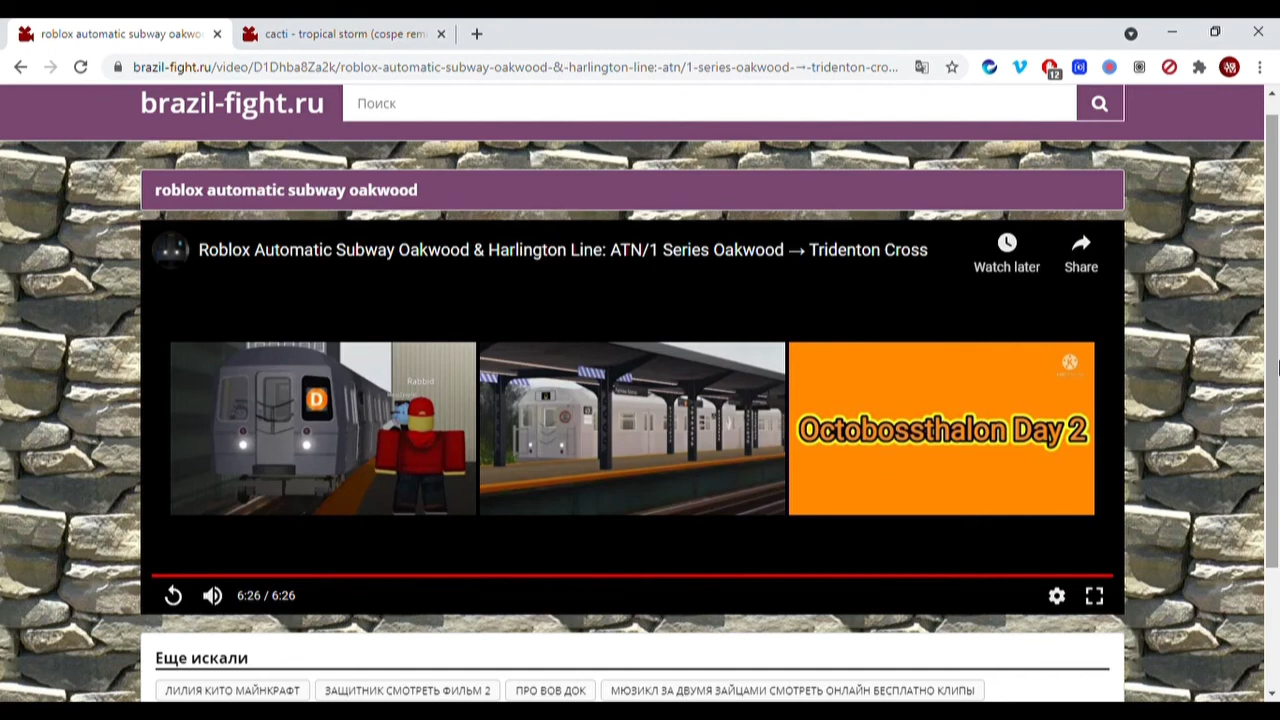 roblox automatic subway oakwo
cacti - tropical storm (cospe rem
brazil-fight.ru/video/D1Dhba8Za2k/roblox-automatic-subway-oakwood-&-harlington-line:-atn/1-series-oakwood-→-tridenton-cro...
12
brazil-fight.ru
Поиск
roblox automatic subway oakwood
Roblox Automatic Subway Oakwood & Harlington Line: ATN/1 Series Oakwood → Tridenton Cross
Watch later
Share
D
Rabbid
Octobossthalon Day 2
6:26 / 6:26
Еще искали
ЛИЛИЯ КИТО МАЙНКРАФТ
ЗАЩИТНИК СМОТРЕТЬ ФИЛЬМ 2
ПРО ВОВ ДОК
МЮЗИКЛ ЗА ДВУМЯ ЗАЙЦАМИ СМОТРЕТЬ ОНЛАЙН БЕСПЛАТНО КЛИПЫ